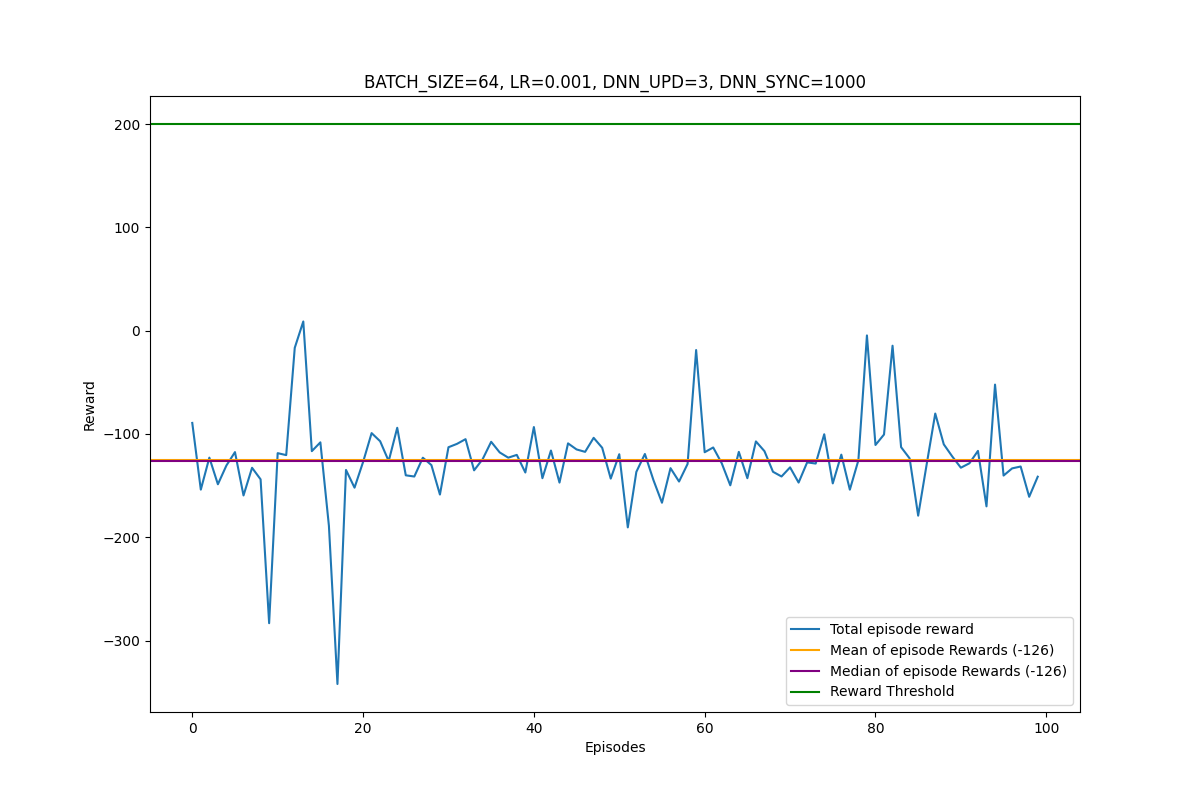 BATCH_SIZE=64, LR=0.001, DNN_UPD=3, DNN_SYNC=1000
200
100
0
−100
−200
−300
Reward
Total episode reward
Mean of episode Rewards (-126)
Median of episode Rewards (-126)
Reward Threshold
0 20 40 60 80 100
Episodes